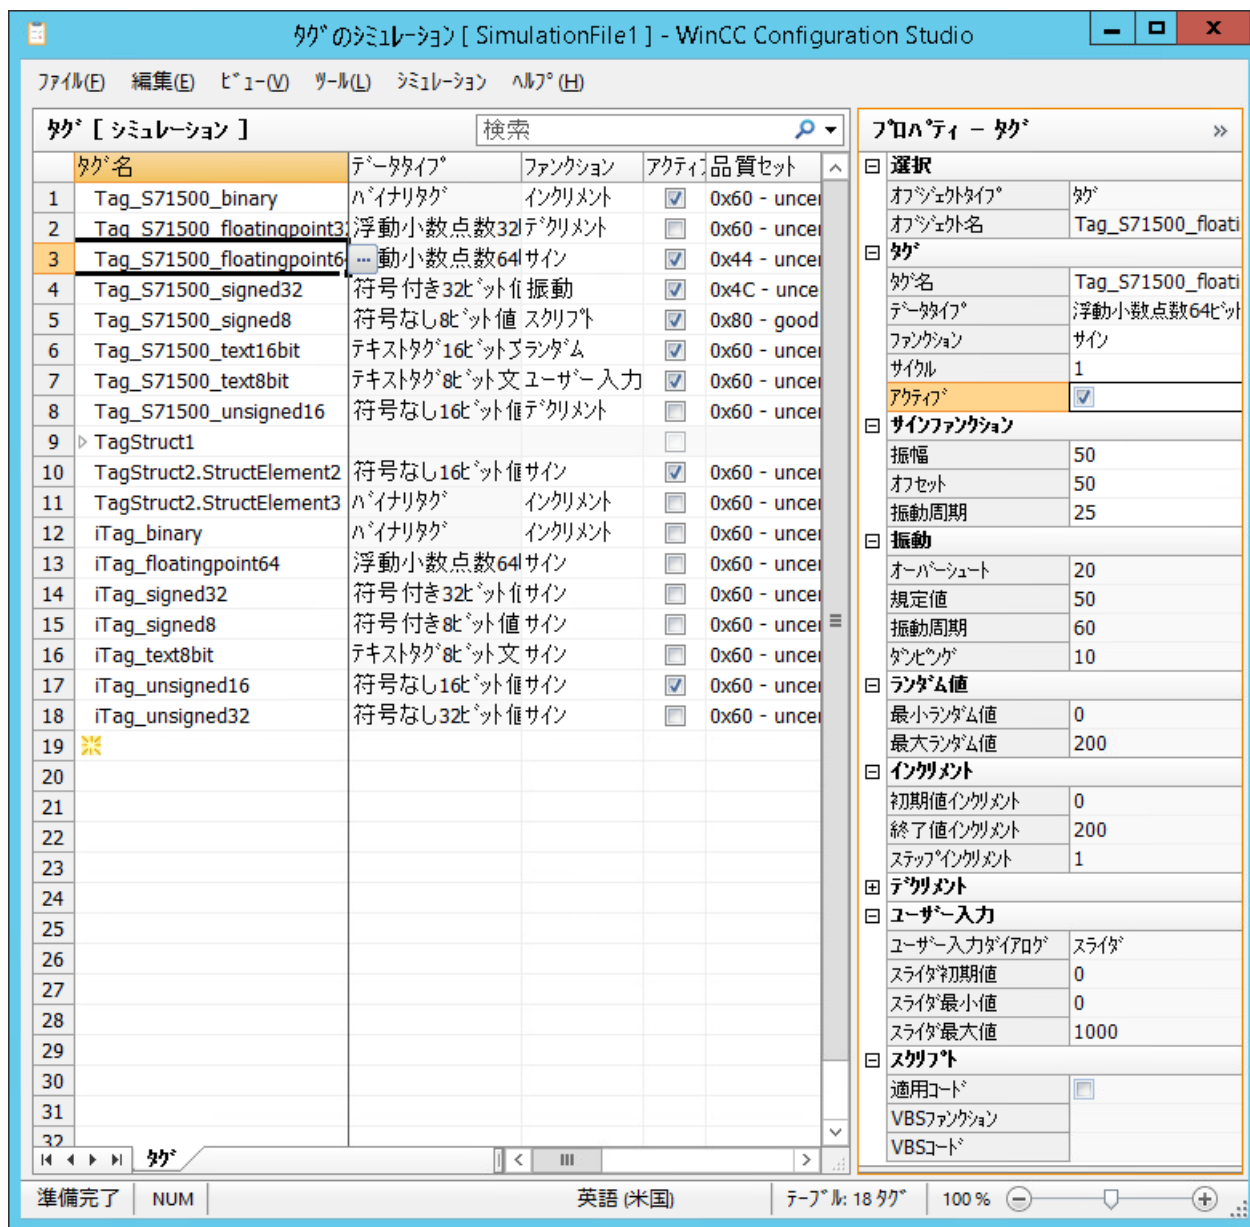 タグのシミュレーション [ SimulationFile1 ] - WinCC Configuration Studio
ファイル(F) 編集(E) ビュー(V) ツール(L) シミュレーション ヘルプ(H)
タグ [ シミュレーション ] 検索
タグ名 データタイプ ファンクション アクティブ 品質セット
1 Tag_S71500_binary バイナリタグ インクリメント 0x60 - uncer
2 Tag_S71500_floatingpoint32 浮動小数点数32 デクリメント 0x60 - uncer
3 Tag_S71500_floatingpoint64 ... 動小数点数64 サイン 0x44 - uncer
4 Tag_S71500_signed32 符号付き32ビット値 振動 0x4C - unce
5 Tag_S71500_signed8 符号なし8ビット値 スクリプト 0x80 - good
6 Tag_S71500_text16bit テキストタグ16ビット文 ランダム 0x60 - uncer
7 Tag_S71500_text8bit テキストタグ8ビット文 ユーザー入力 0x60 - uncer
8 Tag_S71500_unsigned16 符号なし16ビット値 デクリメント 0x60 - uncer
9 TagStruct1
10 TagStruct2.StructElement2 符号なし16ビット値 サイン 0x60 - uncer
11 TagStruct2.StructElement3 バイナリタグ インクリメント 0x60 - uncer
12 iTag_binary バイナリタグ インクリメント 0x60 - uncer
13 iTag_floatingpoint64 浮動小数点数64 サイン 0x60 - uncer
14 iTag_signed32 符号付き32ビット値 サイン 0x60 - uncer
15 iTag_signed8 符号付き8ビット値 サイン 0x60 - uncer
16 iTag_text8bit テキストタグ8ビット文 サイン 0x60 - uncer
17 iTag_unsigned16 符号なし16ビット値 サイン 0x60 - uncer
18 iTag_unsigned32 符号なし32ビット値 サイン 0x60 - uncer
19
20
21
22
23
24
25
26
27
28
29
30
31
32
タグ
プロパティ - タグ »
選択
オブジェクトタイプ タグ
オブジェクト名 Tag_S71500_floati
タグ
タグ名 Tag_S71500_floati
データタイプ 浮動小数点数64ビット
ファンクション サイン
サイクル 1
アクティブ
サインファンクション
振幅 50
オフセット 50
振動周期 25
振動
オーバーシュート 20
規定値 50
振動周期 60
ダンピング 10
ランダム値
最小ランダム値 0
最大ランダム値 200
インクリメント
初期値インクリメント 0
終了値インクリメント 200
ステップインクリメント 1
デクリメント
ユーザー入力
ユーザー入力ダイアログ スライダ
スライダ初期値 0
スライダ最小値 0
スライダ最大値 1000
スクリプト
適用コード
VBSファンクション
VBSコード
準備完了 NUM 英語 (米国) テーブル: 18 タグ 100 %